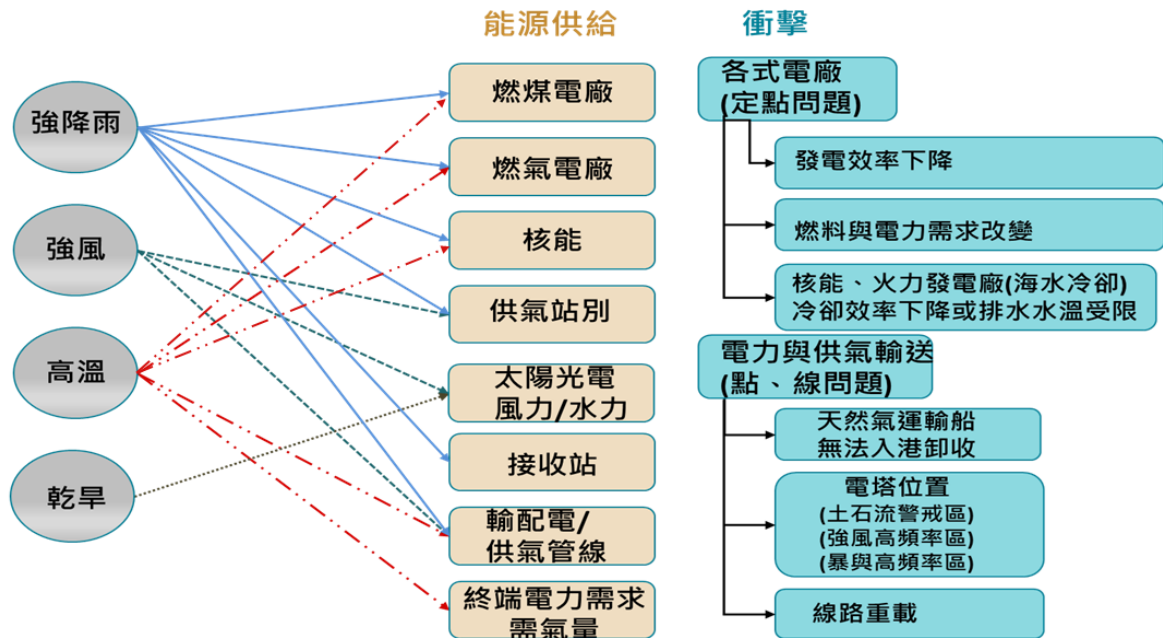 能源供給
衝擊
強降雨
強風
高溫
乾旱
燃煤電廠
燃氣電廠
核能
供氣站別
太陽光電
風力/水力
接收站
輸配電/
供氣管線
終端電力需求
需氣量
各式電廠
(定點問題)
發電效率下降
燃料與電力需求改變
核能、火力發電廠(海水冷卻)
冷卻效率下降或排水水溫受限
電力與供氣輸送
(點、線問題)
天然氣運輸船
無法入港卸收
電塔位置
(土石流警戒區)
(強風高頻率區)
(暴與高頻率區)
線路重載